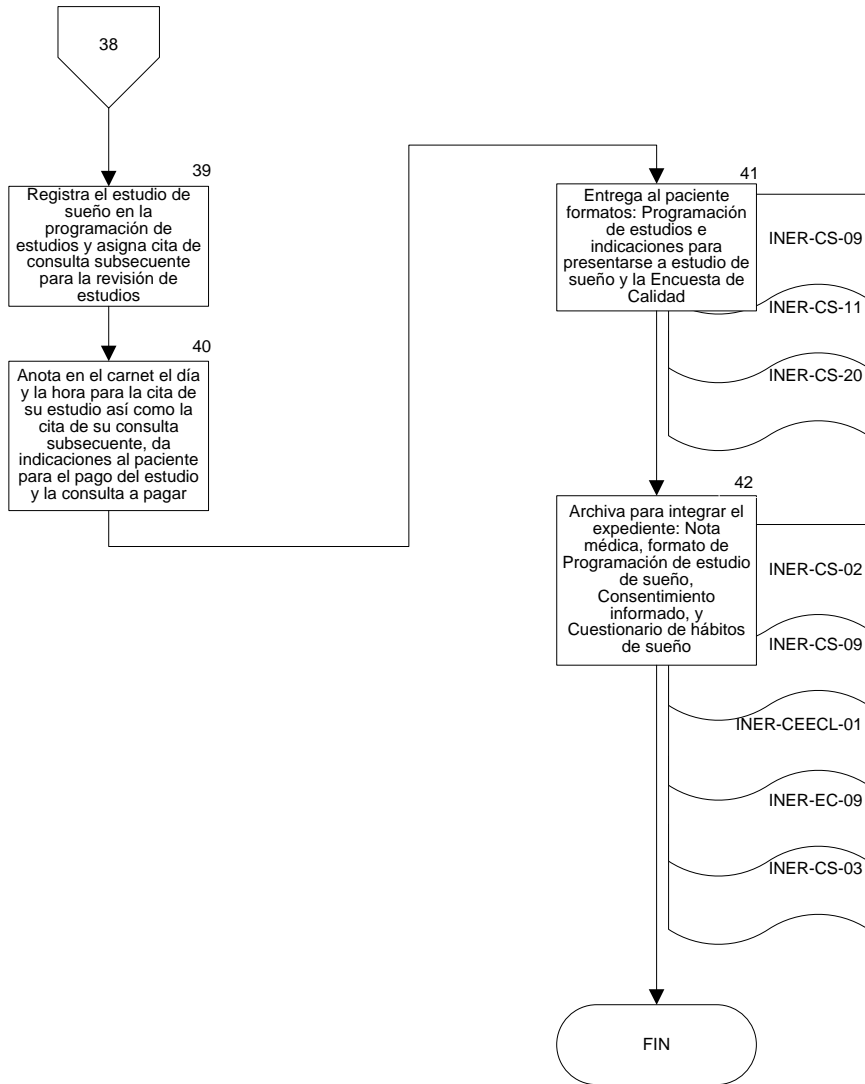 38
39
Registra el estudio de
sueño en la
programación de
estudios y asigna cita de
consulta subsecuente
para la revisión de
estudios
40
Anota en el carnet el día
y la hora para la cita de
su estudio así como la
cita de su consulta
subsecuente, da
indicaciones al paciente
para el pago del estudio
y la consulta a pagar
41
Entrega al paciente
formatos: Programación
de estudios e
indicaciones para
presentarse a estudio de
sueño y la Encuesta de
Calidad
INER-CS-09
INER-CS-11
INER-CS-20
42
Archiva para integrar el
expediente: Nota
médica, formato de
Programación de estudio
de sueño,
Consentimiento
informado, y
Cuestionario de hábitos
de sueño
INER-CS-02
INER-CS-09
INER-CEECL-01
INER-EC-09
INER-CS-03
FIN